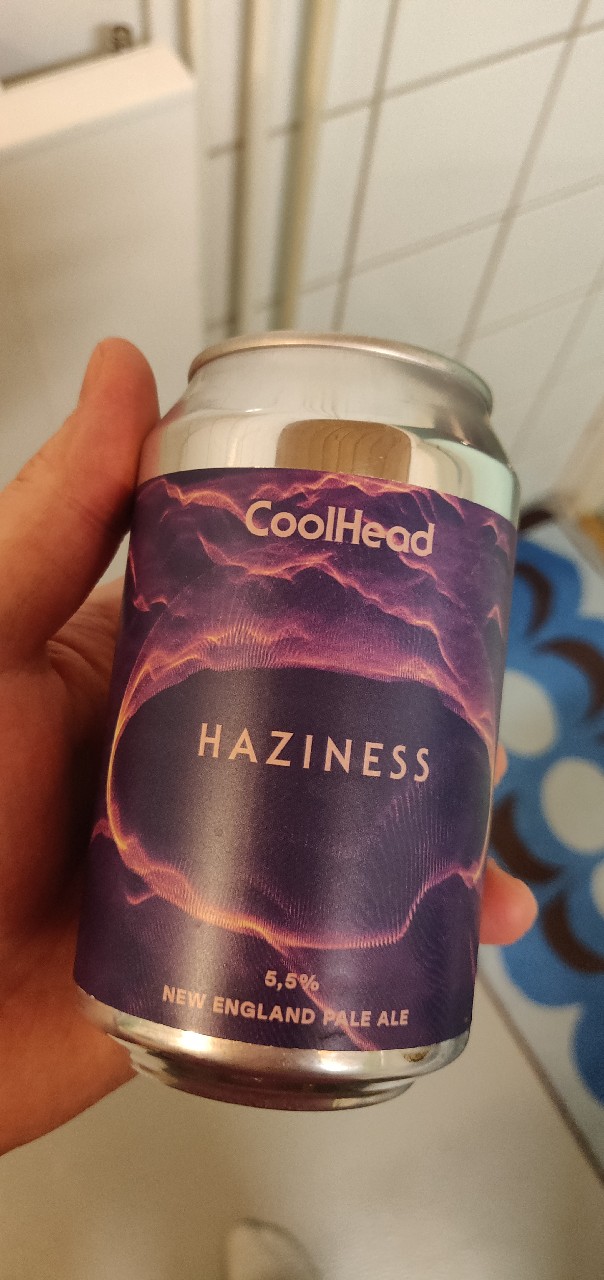 CoolHead
HAZINESS
5,5%
NEW ENGLAND PALE ALE